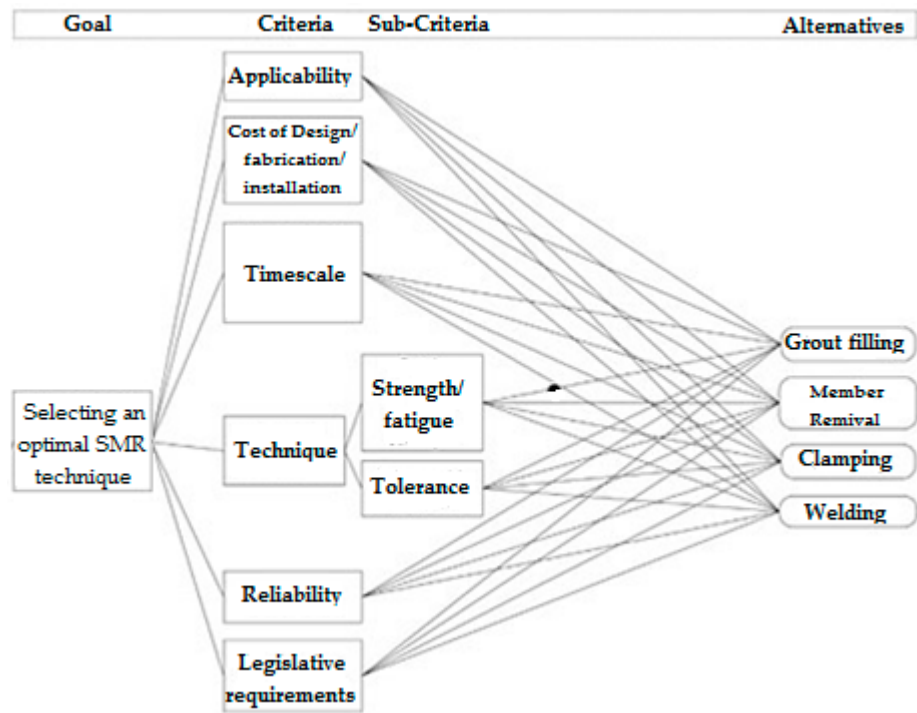 Goal Criteria Sub-Criteria Alternatives
Applicability
Cost of Design/
fabrication/
installation
Timescale
Grout filling
Strength/
fatigue
Member
Remival
Selecting an
optimal SMR
technique
Technique
Clamping
Tolerance
Welding
Reliability
Legislative
requirements